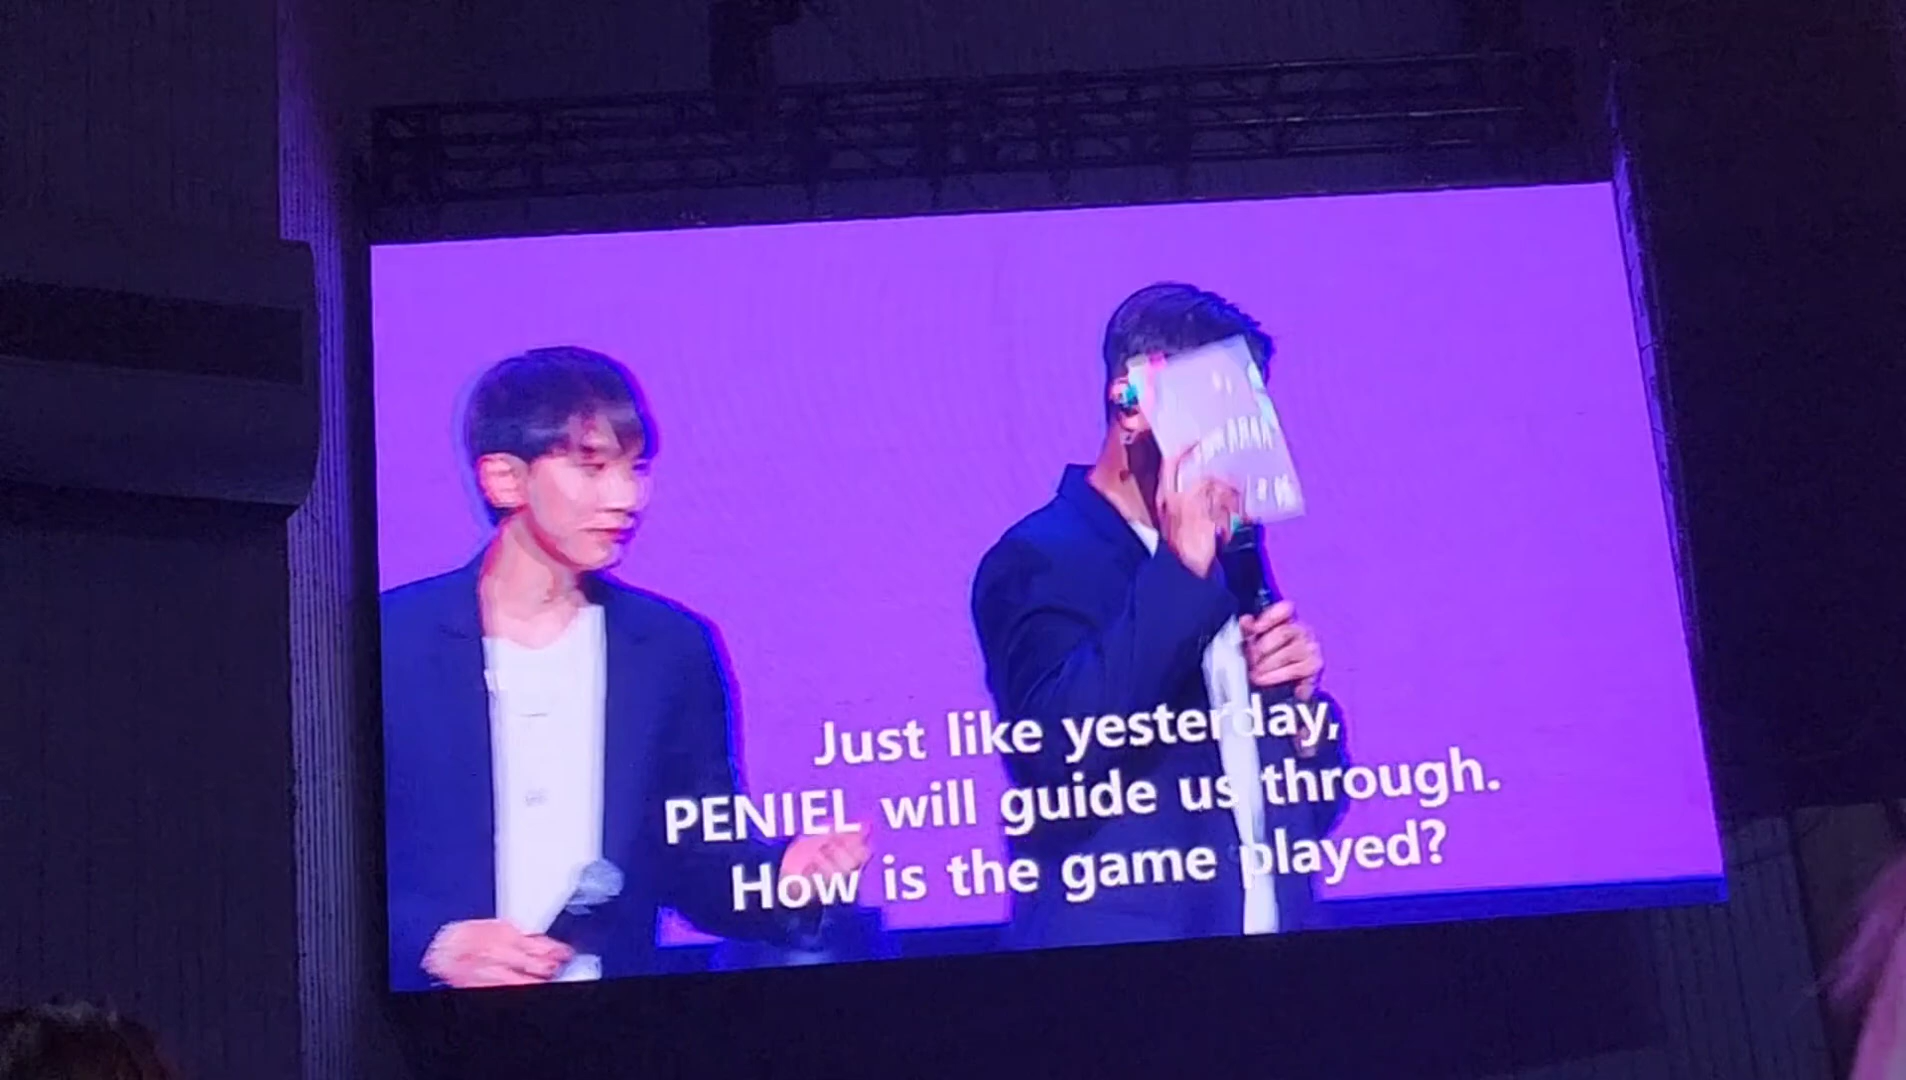 Just like yesterday,
PENIEL will guide us through.
How is the game played?